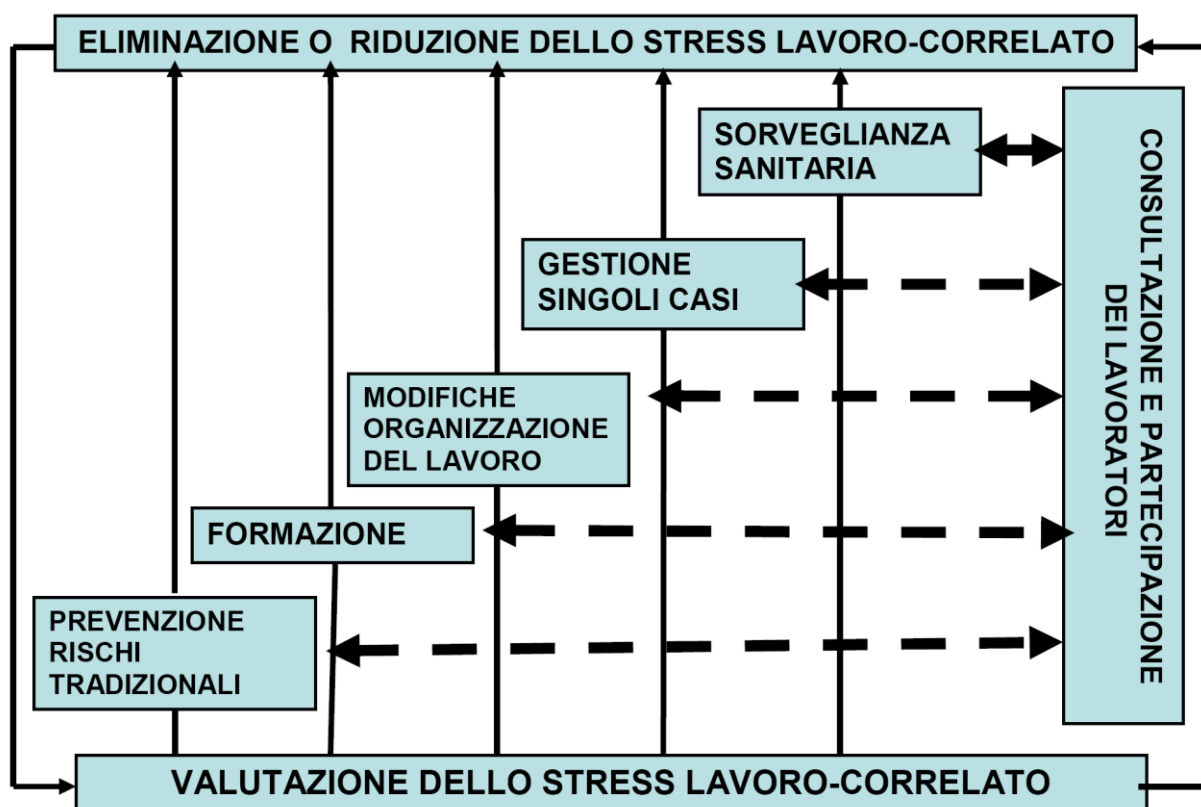 ELIMINAZIONE O RIDUZIONE DELLO STRESS LAVORO-CORRELATO
SORVEGLIANZA
SANITARIA
GESTIONE
SINGOLI CASI
MODIFICHE
ORGANIZZAZIONE
DEL LAVORO
FORMAZIONE
PREVENZIONE
RISCHI
TRADIZIONALI
CONSULTAZIONE E PARTECIPAZIONE
DEI LAVORATORI
VALUTAZIONE DELLO STRESS LAVORO-CORRELATO